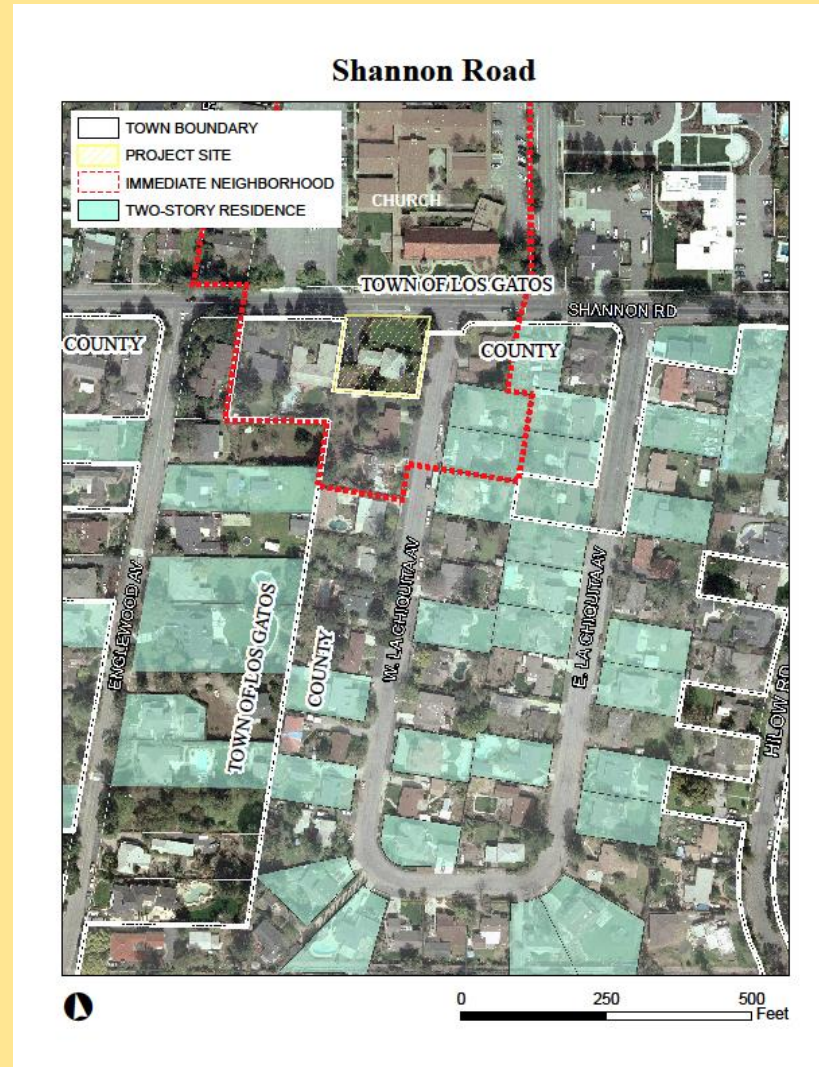 Shannon Road
TOWN BOUNDARY
PROJECT SITE
IMMEDIATE NEIGHBORHOOD
TWO-STORY RESIDENCE
CHURCH
TOWN OF LOS GATOS
SHANNON RD
COUNTY
COUNTY
ENGLEWOOD AV
TOWN OF LOS GATOS
COUNTY
W. LA CHIQUITA AV
E. LA CHIQUITA AV
HILOW RD
0 250 500
Feet